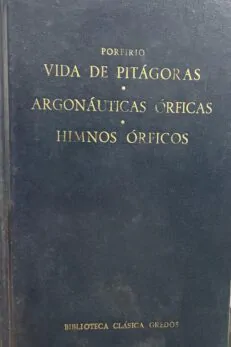 PORFIRIO
VIDA DE PITÁGORAS
•
ARGONÁUTICAS ÓRFICAS
•
HIMNOS ÓRFICOS
BIBLIOTECA CLÁSICA GREDOS